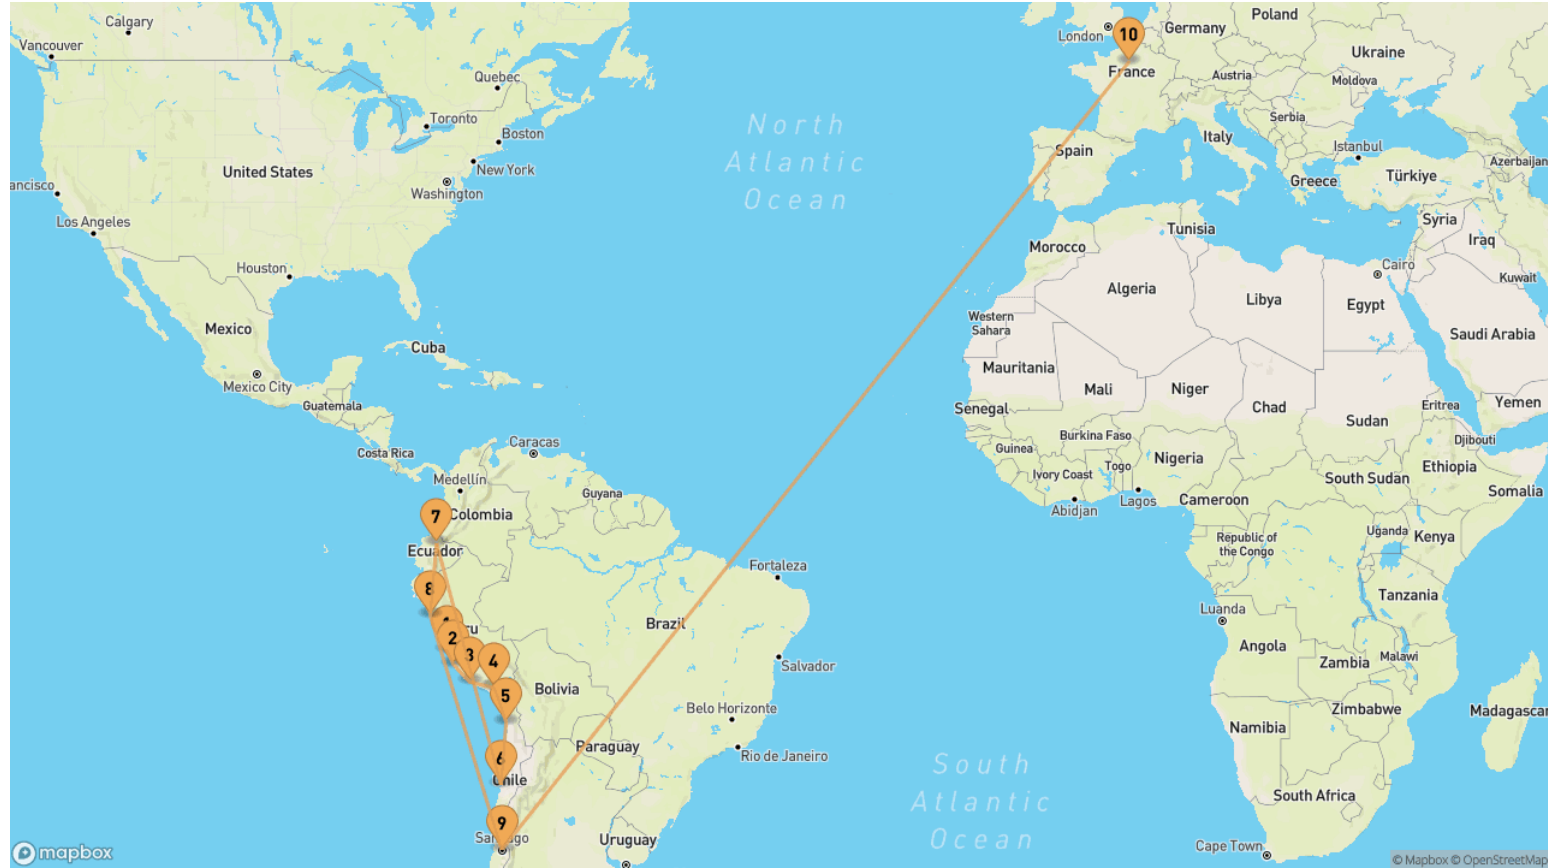 Calgary
Vancouver
Quebec
Toronto
Boston
New York
Washington
United States
ancisco
Los Angeles
Houston
Mexico
Cuba
Mexico City
Guatemala
Costa Rica
Caracas
Medellín
Guyana
Colombia
Ecuador
7
8
1
ru
2
3
4
5
6
Chile
9
Sa
go
Bolivia
Brazil
Fortaleza
Salvador
Belo Horizonte
Rio de Janeiro
Paraguay
Uruguay
North
Atlantic
Ocean
South
Atlantic
Ocean
10
London
Germany
Poland
France
Ukraine
Austria
Moldova
Serbia
Italy
Spain
Istanbul
Greece
Türkiye
Azerbaijan
Syria
Iraq
Tunisia
Morocco
Cairo
Kuwait
Algeria
Libya
Egypt
Western
Sahara
Saudi Arabia
Mauritania
Mali
Niger
Chad
Sudan
Eritrea
Yemen
Senegal
Djibouti
Guinea
Burkina Faso
Ivory Coast
Togo
Nigeria
South Sudan
Ethiopia
Somalia
Abidjan
Lagos
Cameroon
Republic of
the Congo
Uganda
Kenya
Tanzania
Luanda
Angola
Malawi
Zambia
Zimbabwe
Madagascar
Namibia
South Africa
Cape Town
mapbox
© Mapbox © OpenStreetMap